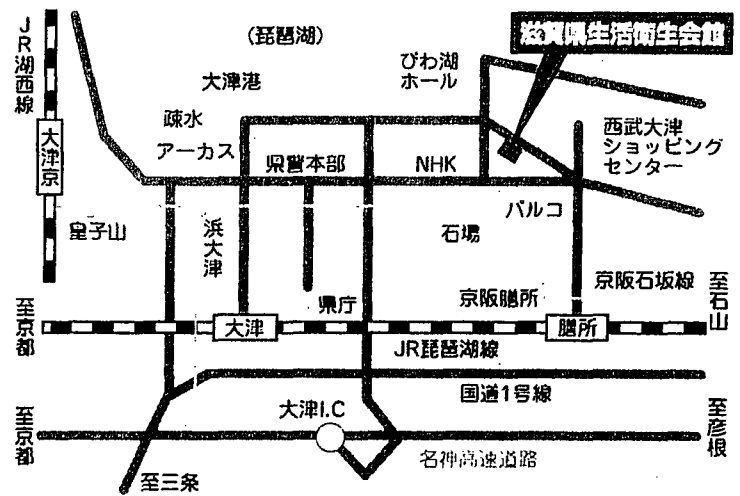 滋賀県生活衛生会館
JR湖西線
(琵琶湖)
大津港
びわ湖
ホール
疎水
西武大津
ショッピング
センター
大津京
アーカス
県警本部
NHK
パルコ
皇子山
浜大津
石場
県庁
京阪膳所
京阪石坂線
至石山
至京都
大津
膳所
JR琵琶湖線
国道1号線
大津I.C
至京都
至彦根
名神高速道路
至三条